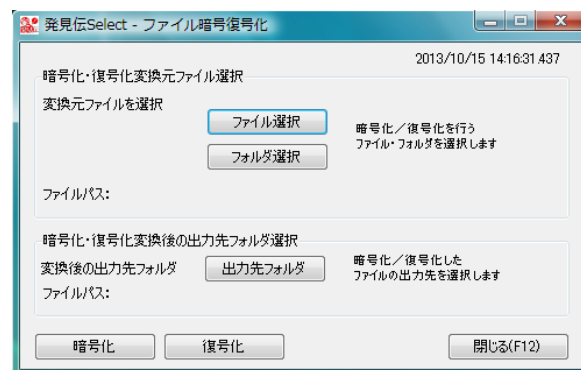 発見伝Select - ファイル暗号復号化
2013/10/15 14:16:31.437
暗号化・復号化変換元ファイル選択
変換元ファイルを選択
ファイル選択
暗号化／復号化を行う
ファイル・フォルダを選択します
フォルダ選択
ファイルパス：
暗号化・復号化変換後の出力先フォルダ選択
変換後の出力先フォルダ
出力先フォルダ
暗号化／復号化した
ファイルの出力先を選択します
ファイルパス：
暗号化
復号化
閉じる(F12)